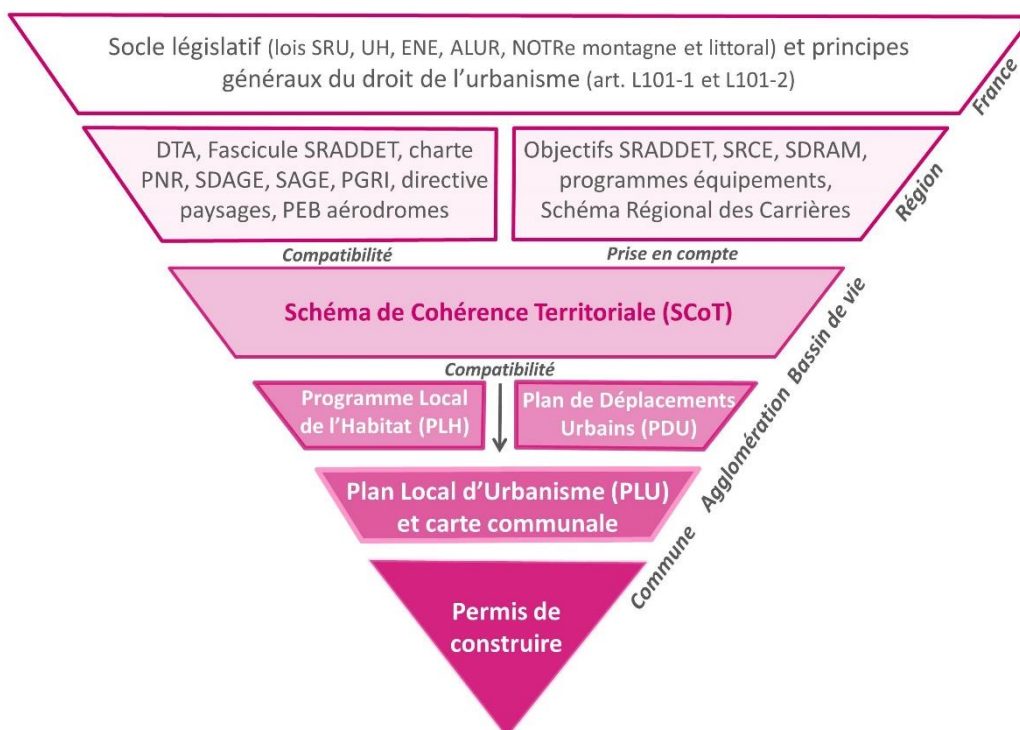 Socle législatif (lois SRU, UH, ENE, ALUR, NOTRe montagne et littoral) et principes
généraux du droit de l'urbanisme (art. L101-1 et L101-2)
France
DTA, Fascicule SRADDET, charte
PNR, SDAGE, SAGE, PGRI, directive
paysages, PEB aérodromes
Objectifs SRADDET, SRCE, SDRAM,
programmes équipements,
Schéma Régional des Carrières
Région
Compatibilité
Prise en compte
Schéma de Cohérence Territoriale (SCoT)
Bassin de vie
Compatibilité
Programme Local
de l'Habitat (PLH)
Plan de Déplacements
Urbains (PDU)
Agglomération
Plan Local d'Urbanisme (PLU)
et carte communale
Commune
Permis de
construire